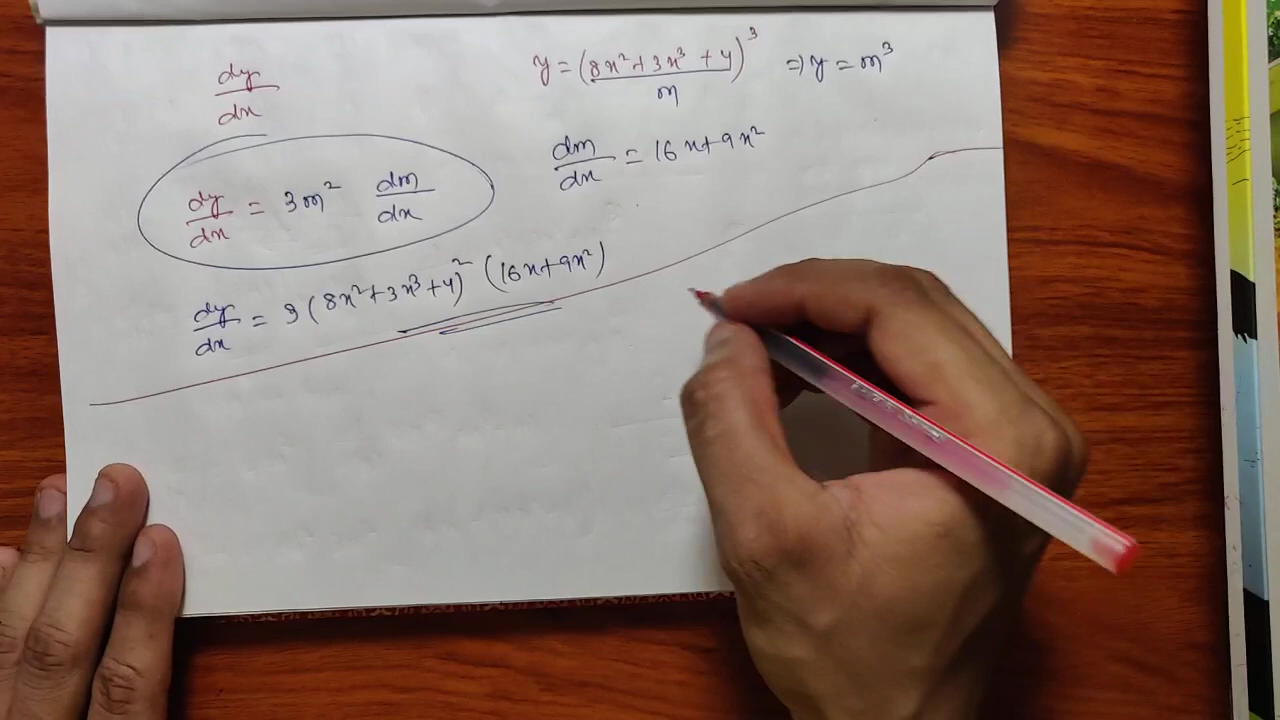 dy/dx
y = (8x² + 3x³ + 4)³ ⇒ y = m³
m
dm/dx = 16x + 9x²
dy/dx = 3m² dm/dx
dy/dx = 3 (8x² + 3x³ + 4)² (16x + 9x²)